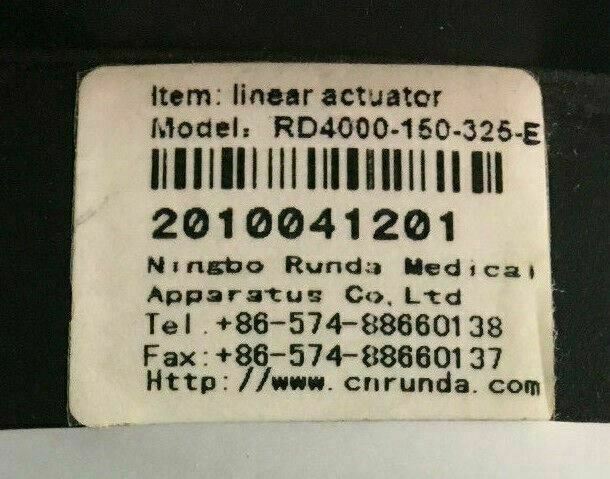 Item: linear actuator
Model: RD4000-150-325-E
2010041201
Ningbo Runda Medical
Apparatus Co,Ltd
Tel.+86-574-88660138
Fax:+86-574-88660137
Http://www.cnrunda.com